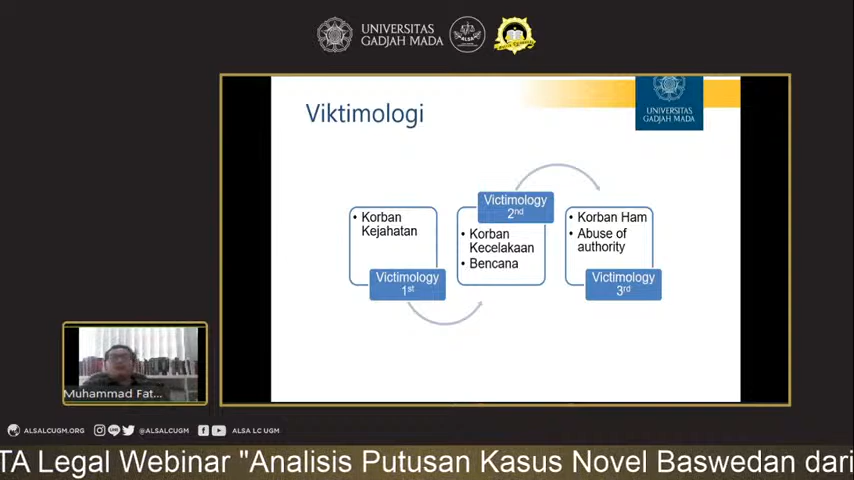 UNIVERSITAS
GADJAH MADA
ALSA
Viktimologi
UNIVERSITAS
GADJAH MADA
• Korban
Kejahatan
Victimology
1st
Victimology
2nd
• Korban
Kecelakaan
• Bencana
• Korban Ham
• Abuse of
authority
Victimology
3rd
Muhammad Fat...
ALSALCUGM.ORG
@ALSALCUGM
ALSA LC UGM
TA Legal Webinar "Analisis Putusan Kasus Novel Baswedan dari